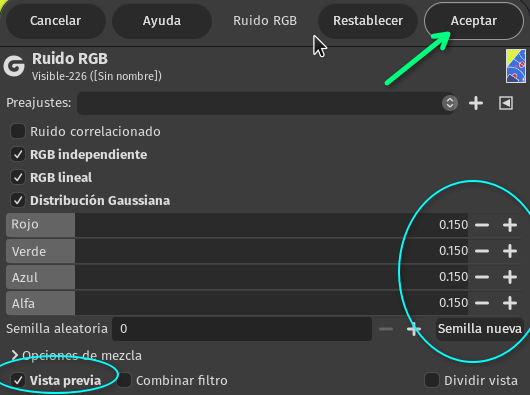 Cancelar Ayuda Ruido RGB Restablecer Aceptar
Ruido RGB
Visible-226 ([Sin nombre])
Preajustes:
Ruido correlacionado
RGB independiente
RGB lineal
Distribución Gaussiana
Rojo 0.150
Verde 0.150
Azul 0.150
Alfa 0.150
Semilla aleatoria 0 Semilla nueva
Opciones de mezcla
Vista previa Combinar filtro Dividir vista